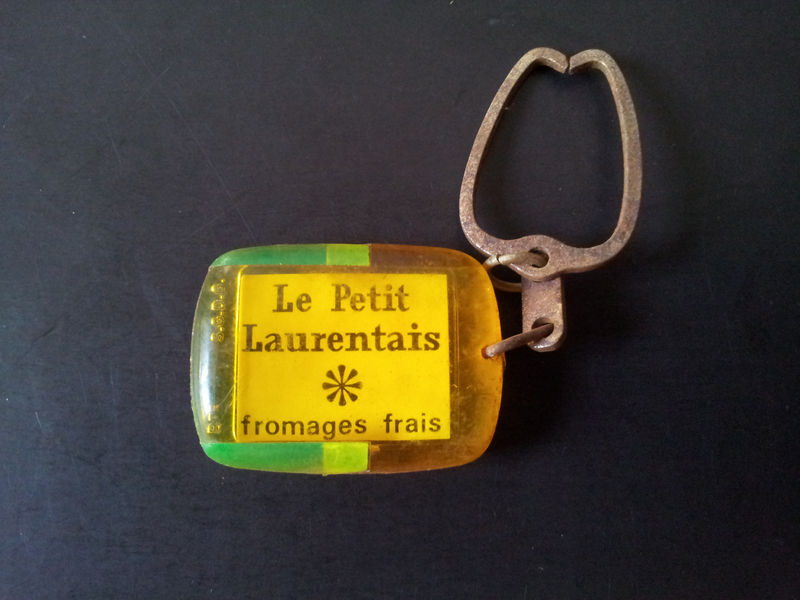 Le Petit
Laurentais
fromages frais